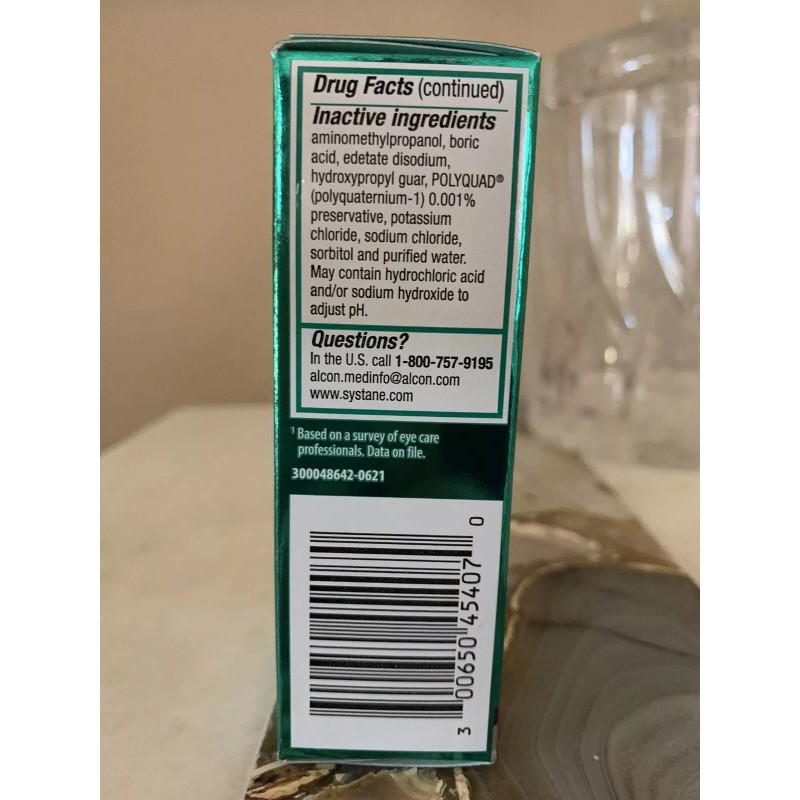 Drug Facts (continued)
Inactive ingredients
aminomethylpropanol, boric
acid, edetate disodium,
hydroxypropyl guar, POLYQUAD®
(polyquaternium-1) 0.001%
preservative, potassium
chloride, sodium chloride,
sorbitol and purified water.
May contain hydrochloric acid
and/or sodium hydroxide to
adjust pH.
Questions?
In the U.S. call 1-800-757-9195
alcon.medinfo@alcon.com
www.systane.com
¹ Based on a survey of eye care
professionals. Data on file.
300048642-0621
3 00650 45407 0